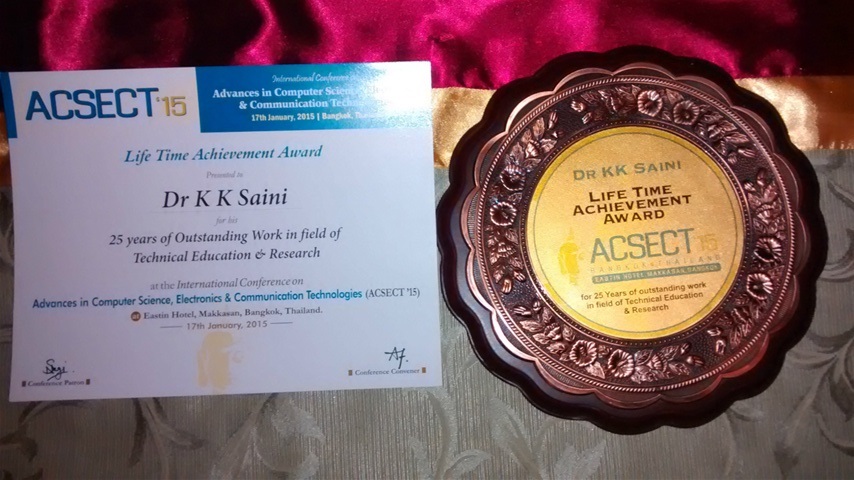 ACSECT'15
International Conference
Advances in Computer Science,
& Communication
17th January, 2015 | Bangkok,
Life Time Achievement Award
Presented to
Dr K K Saini
for his
25 years of Outstanding Work in field of
Technical Education & Research
at the International Conference on
Advances in Computer Science, Electronics & Communication Technologies (ACSECT '15)
at Eastin Hotel, Makkasan, Bangkok, Thailand.
17th January, 2015
Conference Patron
Conference Convener
DR KK SAINI
LIFE TIME
ACHIEVEMENT
AWARD
ACSECT'15
BANGKOK THAILAND
EASTIN HOTEL MAKKASAN, BANGKOK
for 25 Years of outstanding work
in field of Technical Education
& Research